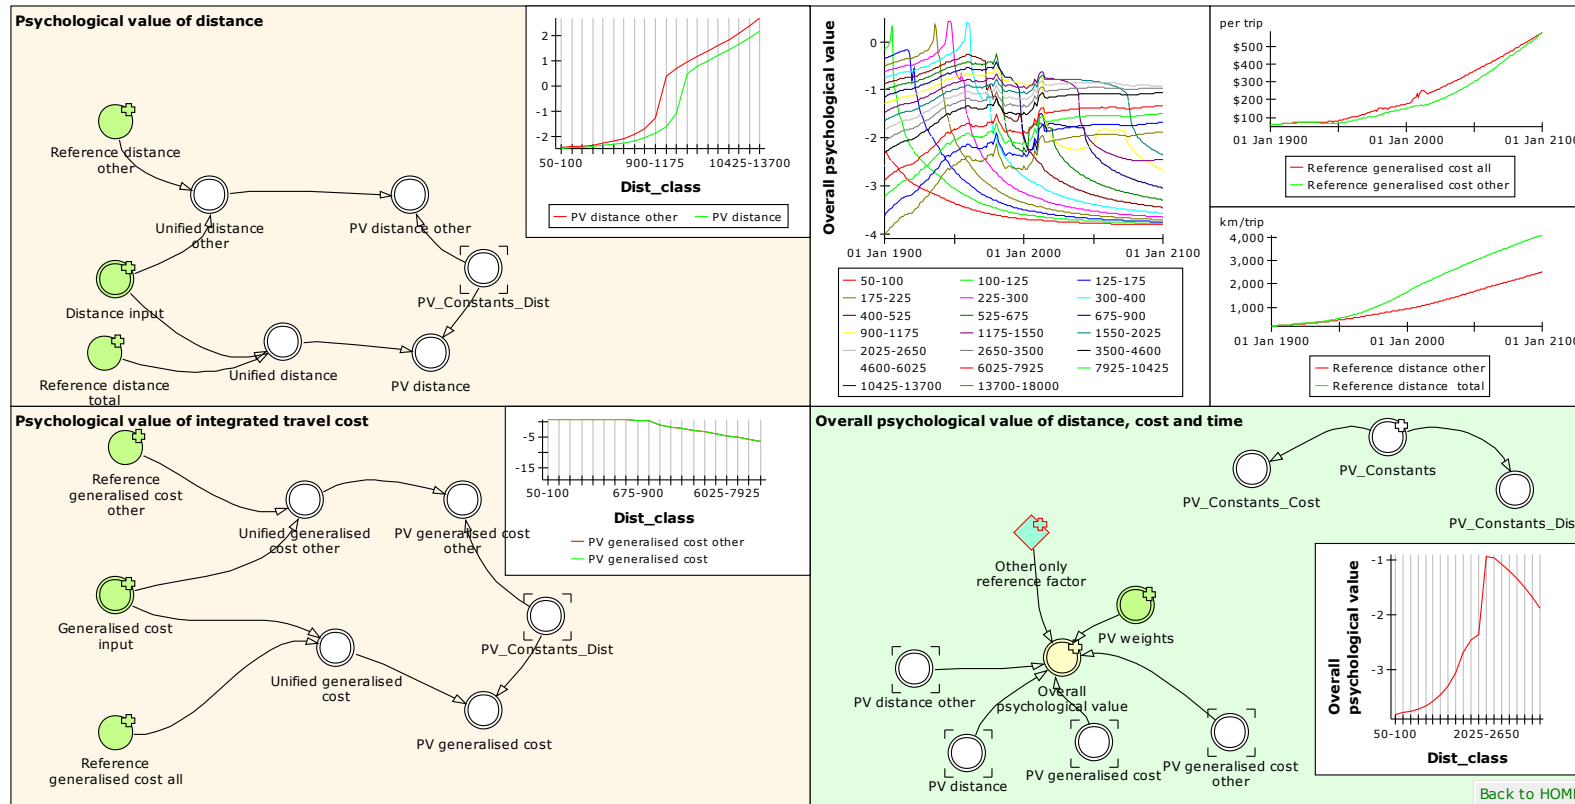 Psychological value of distance
Reference distance
other
Unified distance
other
PV distance other
Distance input
PV_Constants_Dist
Reference distance
total
Unified distance
PV distance
2
1
0
-1
-2
50-100
900-1175
10425-13700
Dist_class
PV distance other
PV distance
Overall psychological value
0
-1
-2
-3
-4
01 Jan 1900
01 Jan 2000
01 Jan 2100
50-100
100-125
125-175
175-225
225-300
300-400
400-525
525-675
675-900
900-1175
1175-1550
1550-2025
2025-2650
2650-3500
3500-4600
4600-6025
6025-7925
7925-10425
10425-13700
13700-18000
per trip
$500
$400
$300
$200
$100
01 Jan 1900
01 Jan 2000
01 Jan 2100
Reference generalised cost all
Reference generalised cost other
km/trip
4,000
3,000
2,000
1,000
01 Jan 1900
01 Jan 2000
01 Jan 2100
Reference distance other
Reference distance total
Psychological value of integrated travel cost
Reference
generalised cost
other
Unified generalised
cost other
PV generalised cost
other
Generalised cost
input
PV_Constants_Dist
Unified generalised
cost
PV generalised cost
Reference
generalised cost all
-5
-15
50-100
675-900
6025-7925
Dist_class
PV generalised cost other
PV generalised cost
Overall psychological value of distance, cost and time
PV_Constants
PV_Constants_Cost
PV_Constants_Dis
Other only
reference factor
PV weights
PV distance other
Overall
psychological value
PV distance
PV generalised cost
PV generalised cost
other
Overall
psychological value
-1
-2
-3
50-100
2025-2650
Dist_class
Back to HOME